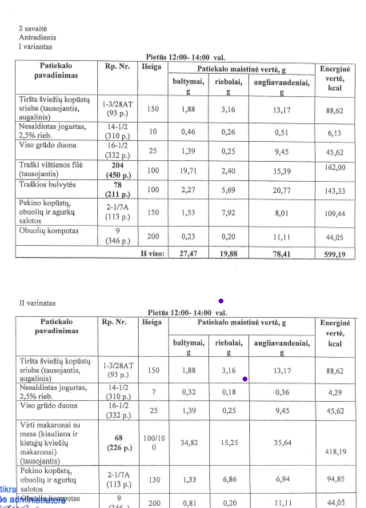 2 savaitė
Antradienis
I variantas
Pietūs 12:00- 14:00 val.
Patiekalo pavadinimas Rp. Nr. Išeiga Patiekalo maistinė vertė, g Energinė vertė, kcal
baltymai, g riebalai, g angliavandeniai, g
Tiršta šviežių kopūstų sriuba (tausojantis, augalinis) 1-3/28AT (93 p.) 150 1,88 3,16 13,17 88,62
Nesaldintas jogurtas, 2,5% rieb. 14-1/2 (310 p.) 10 0,46 0,26 0,51 6,13
Viso grūdo duona 16-1/2 (332 p.) 25 1,39 0,25 9,45 45,62
Traški vištienos filė (tausojantis) 204 (450 p.) 100 19,71 2,40 15,39 162,00
Traškios bulvytės 78 (211 p.) 100 2,27 5,69 20,77 143,33
Pekino kopūstų, obuolių ir agurkų salotos 2-1/7A (113 p.) 150 1,53 7,92 8,01 109,44
Obuolių kompotas 9 (346 p.) 200 0,23 0,20 11,11 44,05
Iš viso: 27,47 19,88 78,41 599,19
II varinatas
Pietūs 12:00- 14:00 val.
Patiekalo pavadinimas Rp. Nr. Išeiga Patiekalo maistinė vertė, g Energinė vertė, kcal
baltymai, g riebalai, g angliavandeniai, g
Tiršta šviežių kopūstų sriuba (tausojantis, augalinis) 1-3/28AT (93 p.) 150 1,88 3,16 13,17 88,62
Nesaldintas jogurtas, 2,5% rieb. 14-1/2 (310 p.) 7 0,32 0,18 0,36 4,29
Viso grūdo duona 16-1/2 (332 p.) 25 1,39 0,25 9,45 45,62
Virti makaronai su mėsa (kiauliena ir kietųjų kviečių makaronai) (tausojantis) 68 (226 p.) 100/100 34,82 15,25 35,64 418,19
Pekino kopūstų, obuolių ir agurkų salotos 2-1/7A (113 p.) 130 1,33 6,86 6,94 94,85
9 200 0,81 0,20 11,11 44,05
tikra